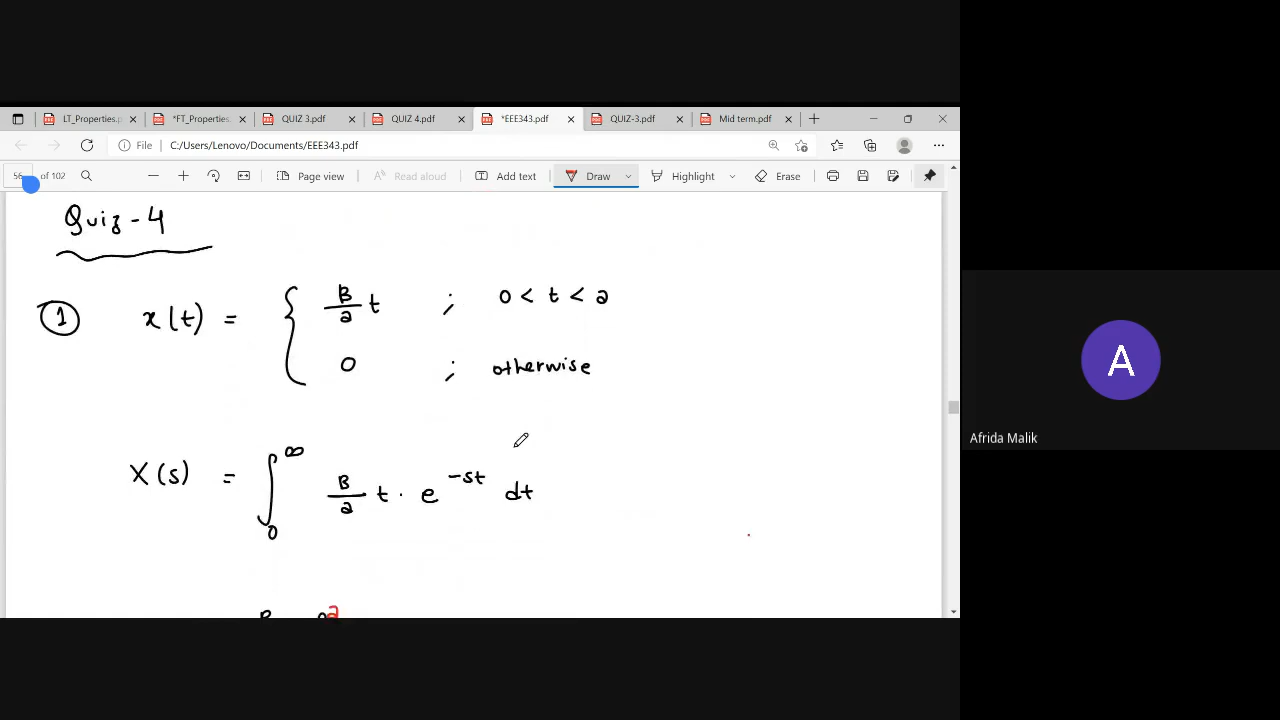 LT_Properties.p
*FT_Properties.
QUIZ 3.pdf
QUIZ 4.pdf
*EEE343.pdf
QUIZ-3.pdf
Mid term.pdf
File C:/Users/Lenovo/Documents/EEE343.pdf
56 of 102 Page view Read aloud Add text Draw Highlight Erase
Quiz-4
① x(t) = { B/a t ; 0 < t < a
0 ; otherwise
X(s) = ∫₀^∞ B/a t · e^(-st) dt
a
A
Afrida Malik